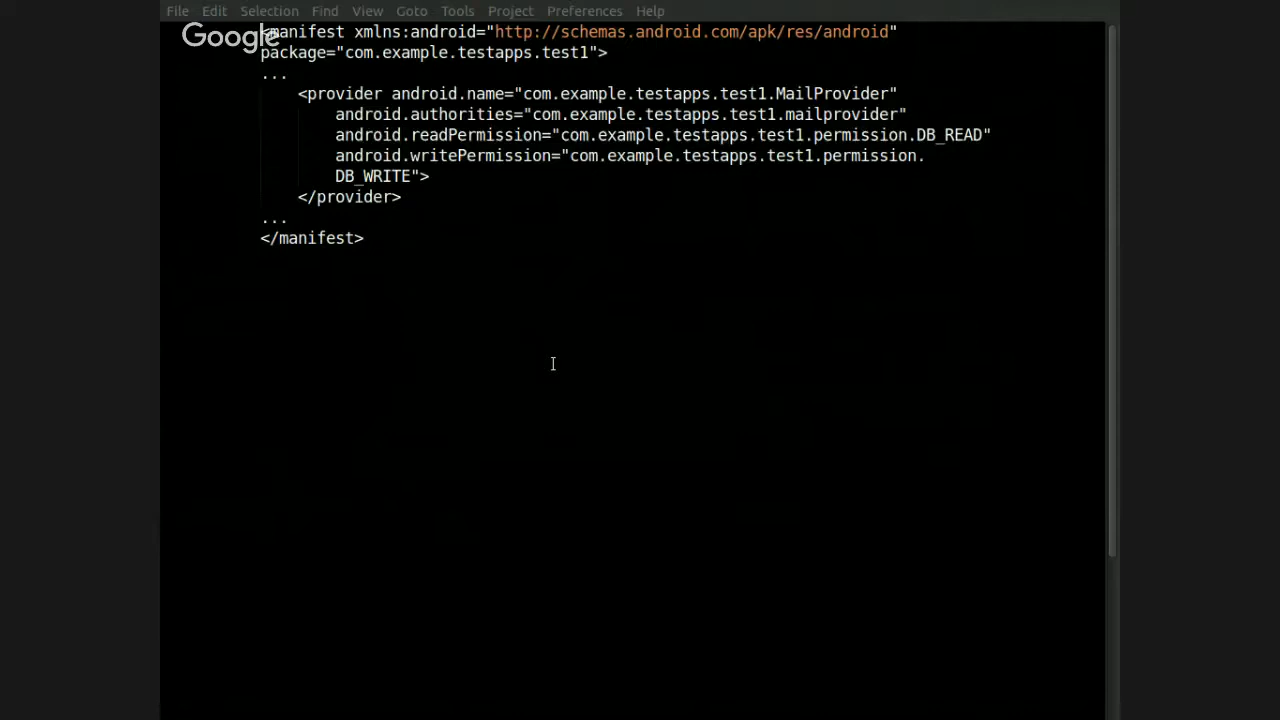 File Edit Selection Find View Goto Tools Project Preferences Help
Google
<manifest xmlns:android="http://schemas.android.com/apk/res/android"
package="com.example.testapps.test1">
...
<provider android.name="com.example.testapps.test1.MailProvider"
android.authorities="com.example.testapps.test1.mailprovider"
android.readPermission="com.example.testapps.test1.permission.DB_READ"
android.writePermission="com.example.testapps.test1.permission.
DB_WRITE">
</provider>
...
</manifest>